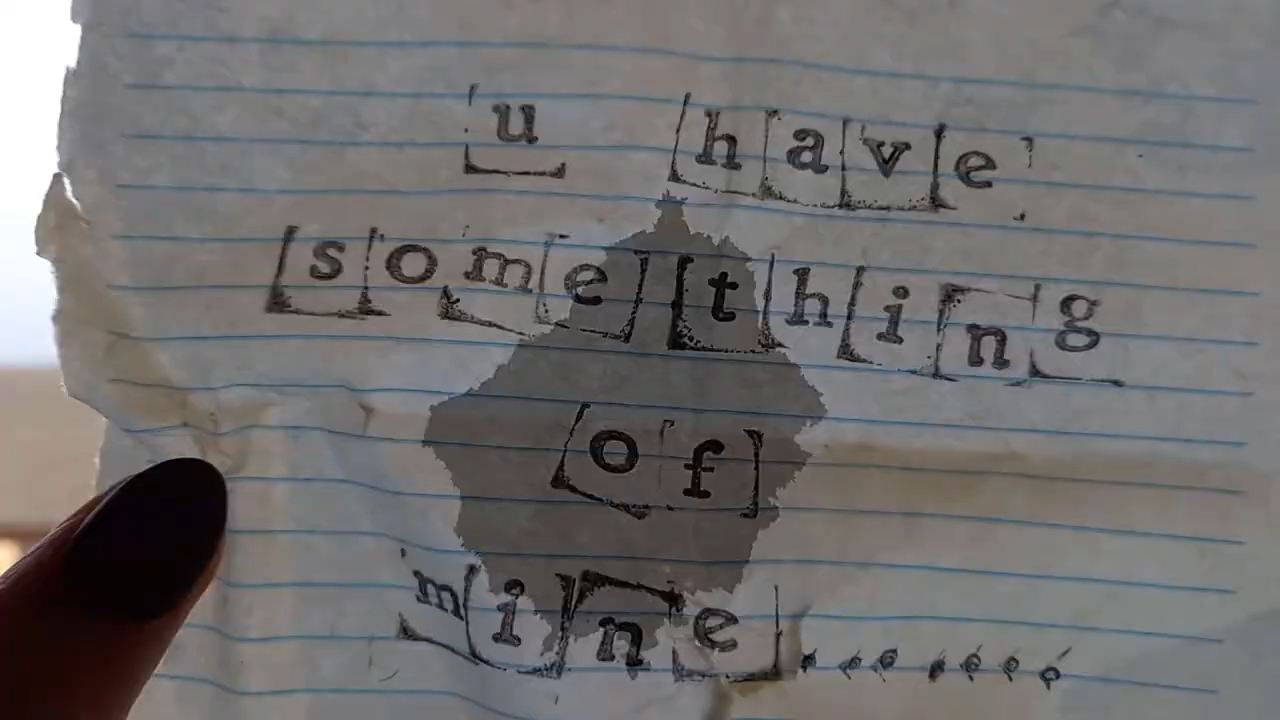 u have
something
of
mine.......